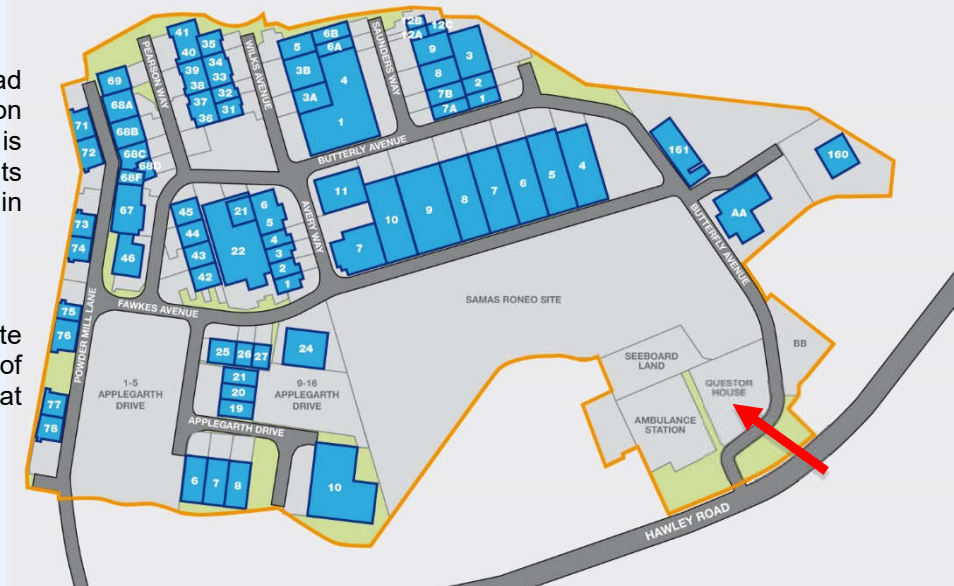 ad
on
is
ts
in
te
of
at
PEARSON WAY
WILKS AVENUE
SAUNDERS WAY
41
40
39
38
37
36
35
34
33
32
31
5
6B
6A
3B
3A
4
1
12B
12A
12C
9
8
7B
7A
3
2
1
69
68A
68B
68C
68D
68F
67
46
71
72
73
74
75
76
77
78
POWDER MILL LANE
BUTTERLY AVENUE
AVERY WAY
FAWKES AVENUE
45
44
43
42
21
22
6
5
4
3
2
1
11
7
10
9
8
7
6
5
4
161
160
AA
BUTTERFLY AVENUE
SAMAS RONEO SITE
SEEBOARD
LAND
QUESTOR
HOUSE
BB
AMBULANCE
STATION
1-5
APPLEGARTH
DRIVE
25
26
27
24
21
20
19
9-16
APPLEGARTH
DRIVE
APPLEGARTH DRIVE
6
7
8
10
HAWLEY ROAD